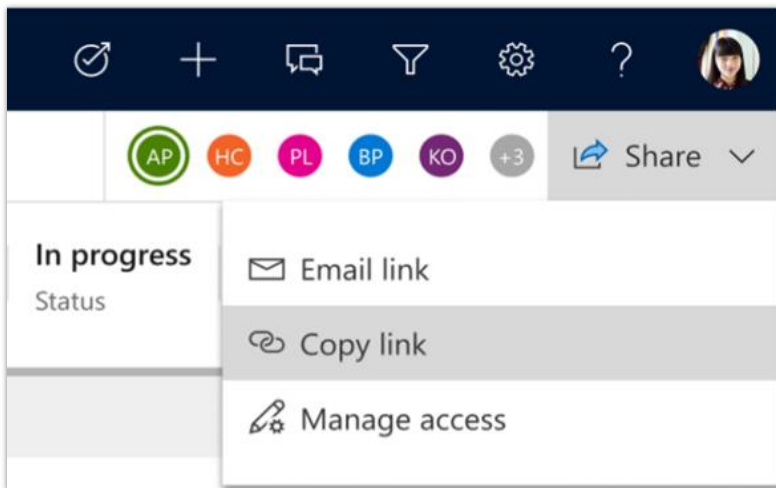 AP HC PL BP KO +3 Share
In progress
Status
Email link
Copy link
Manage access